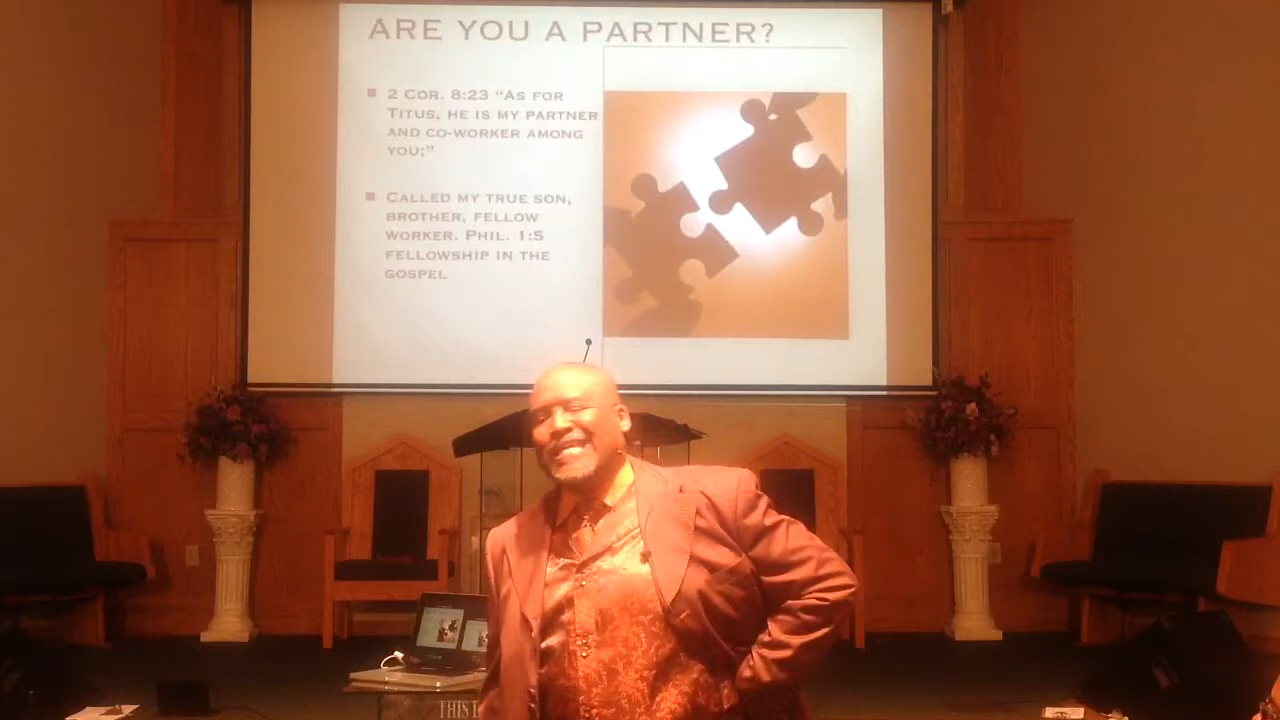 ARE YOU A PARTNER?
2 COR. 8:23 “AS FOR
TITUS, HE IS MY PARTNER
AND CO-WORKER AMONG
YOU;”
CALLED MY TRUE SON,
BROTHER, FELLOW
WORKER. PHIL. 1:5
FELLOWSHIP IN THE
GOSPEL
THIS